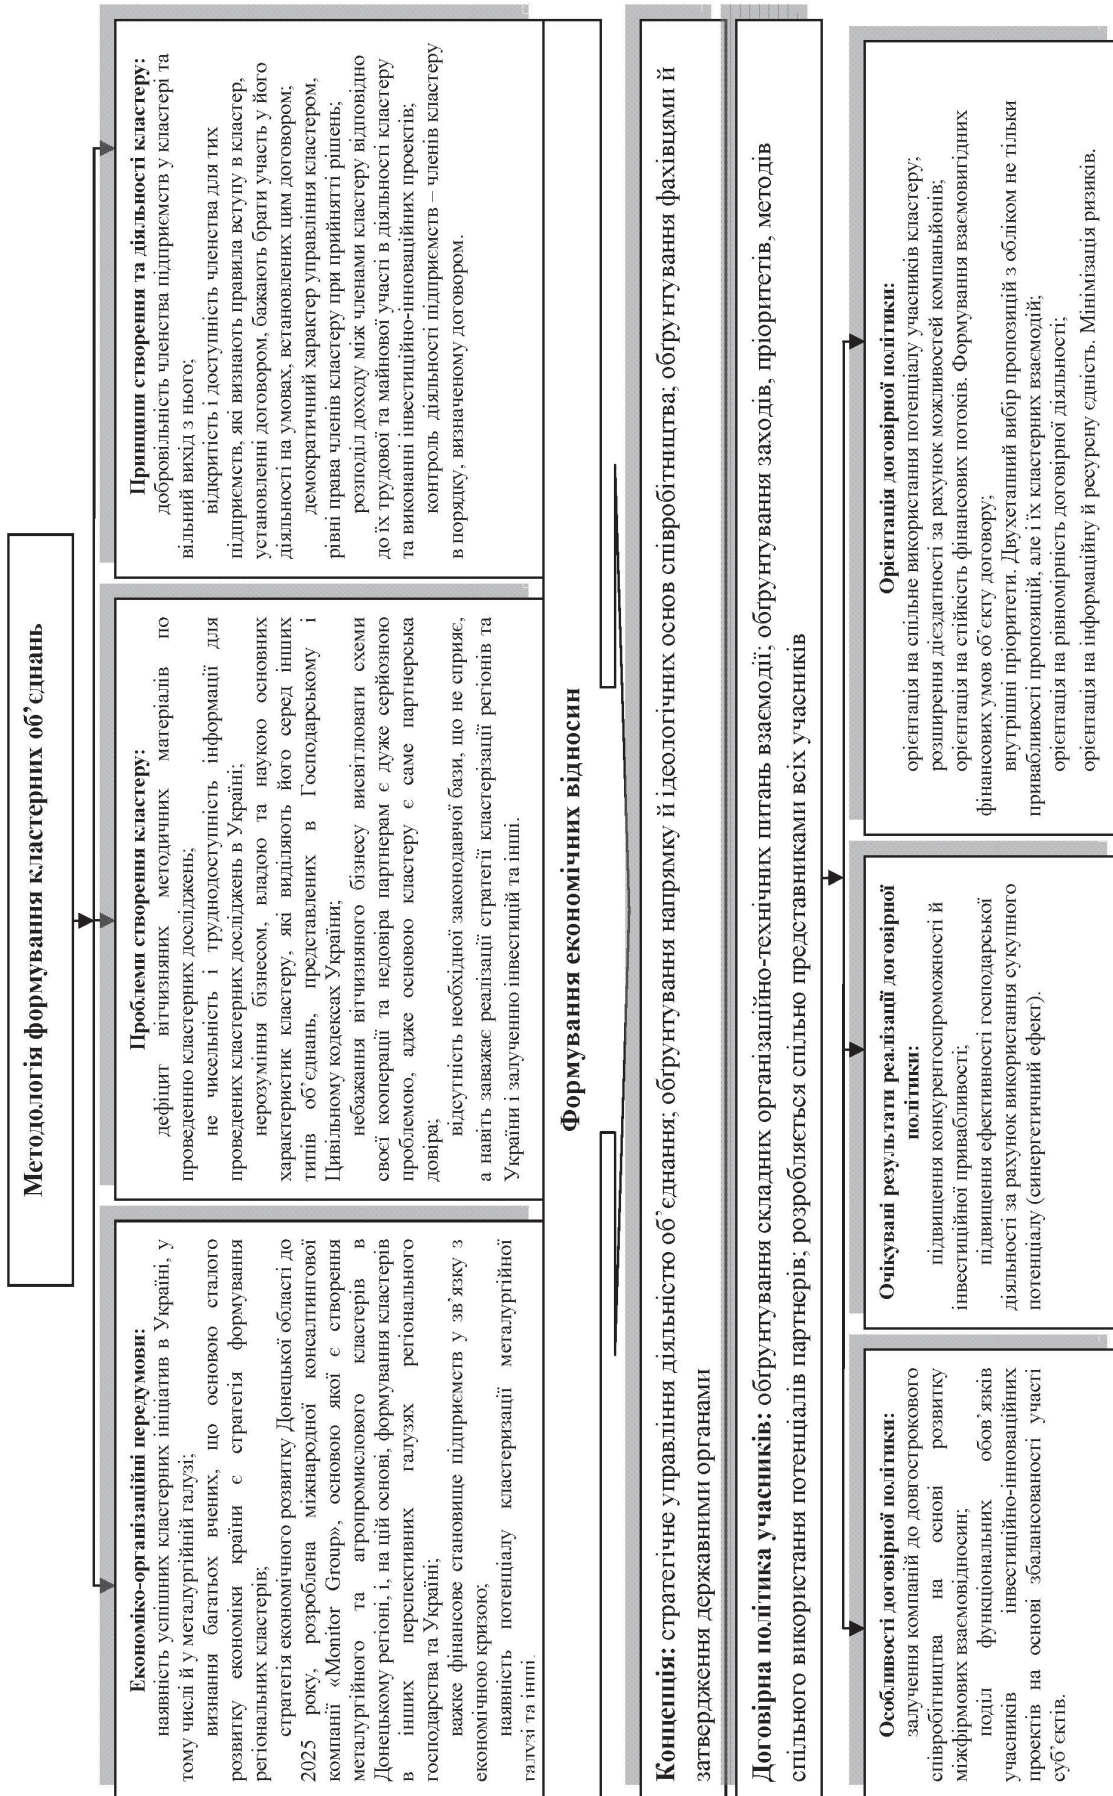 Методологія формування кластерних об’єднань
Економіко-організаційні передумови:
наявність успішних кластерних ініціатив в Україні, у
тому числі й у металургійній галузі;
визнання багатьох вчених, що основою сталого
розвитку економіки країни є стратегія формування
регіональних кластерів;
стратегія економічного розвитку Донецької області до
2025 року, розроблена міжнародної консалтингової
компанії «Monitor Group», основою якої є створення
металургійного та агропромислового кластерів в
Донецькому регіоні, і, на цій основі, формування кластерів
в інших перспективних галузях регіонального
господарства та Україні;
важке фінансове становище підприємств у зв’язку з
економічною кризою;
наявність потенціалу кластеризації металургійної
галузі та інші.
Проблеми створення кластеру:
дефіцит вітчизняних методичних матеріалів по
проведенню кластерних досліджень;
не чисельність і труднодоступність інформації для
проведених кластерних досліджень в Україні;
нерозуміння бізнесом, владою та наукою основних
характеристик кластеру, які виділяють його серед інших
типів об’єднань, представлених в Господарському і
Цивільному кодексах України;
небажання вітчизняного бізнесу висвітлювати схеми
своєї кооперації та недовіра партнерам є дуже серйозною
проблемою, адже основою кластеру є саме партнерська
довіра;
відсутність необхідної законодавчої бази, що не сприяє,
а навіть заважає реалізації стратегії кластерізації регіонів та
України і залученню інвестицій та інші.
Принципи створення та діяльності кластеру:
добровільність членства підприємств у кластері та
вільний вихід з нього;
відкритість і доступність членства для тих
підприємств, які визнають правила вступу в кластер,
установленні договором, бажають брати участь у його
діяльності на умовах, встановлених цим договором;
демократичний характер управління кластером,
рівні права членів кластеру при прийнятті рішень;
розподіл доходу між членами кластеру відповідно
до їх трудової та майнової участі в діяльності кластеру
та виконанні інвестиційно-інноваційних проектів;
контроль діяльності підприємств – членів кластеру
в порядку, визначеному договором.
Формування економічних відносин
Концепція: стратегічне управління діяльністю об’єднання; обґрунтування напрямку й ідеологічних основ співробітництва; обґрунтування фахівцями й
затвердження державними органами
Договірна політика учасників: обґрунтування складних організаційно-технічних питань взаємодії; обґрунтування заходів, пріоритетів, методів
спільного використання потенціалів партнерів; розробляється спільно представниками всіх учасників
Особливості договірної політики:
залучення компаній до довгострокового
співробітництва на основі розвитку
міжфірмових взаємовідносин;
поділ функціональних обов’язків
учасників інвестиційно-інноваційних
проектів на основі збалансованості участі
суб’єктів.
Очікувані результати реалізації договірної
політики:
підвищення конкурентоспроможності й
інвестиційної привабливості;
підвищення ефективності господарської
діяльності за рахунок використання сукупного
потенціалу (синергетичний ефект).
Орієнтація договірної політики:
орієнтація на спільне використання потенціалу учасників кластеру;
розширення дієздатності за рахунок можливостей компаньйонів;
орієнтація на стійкість фінансових потоків. Формування взаємовигідних
фінансових умов об’єкту договору;
внутрішні пріоритети. Двухетапний вибір пропозицій з обліком не тільки
привабливості пропозицій, але і їх кластерних взаємодій;
орієнтація на рівномірність договірної діяльності;
орієнтація на інформаційну й ресурсну єдність. Мінімізація ризиків.